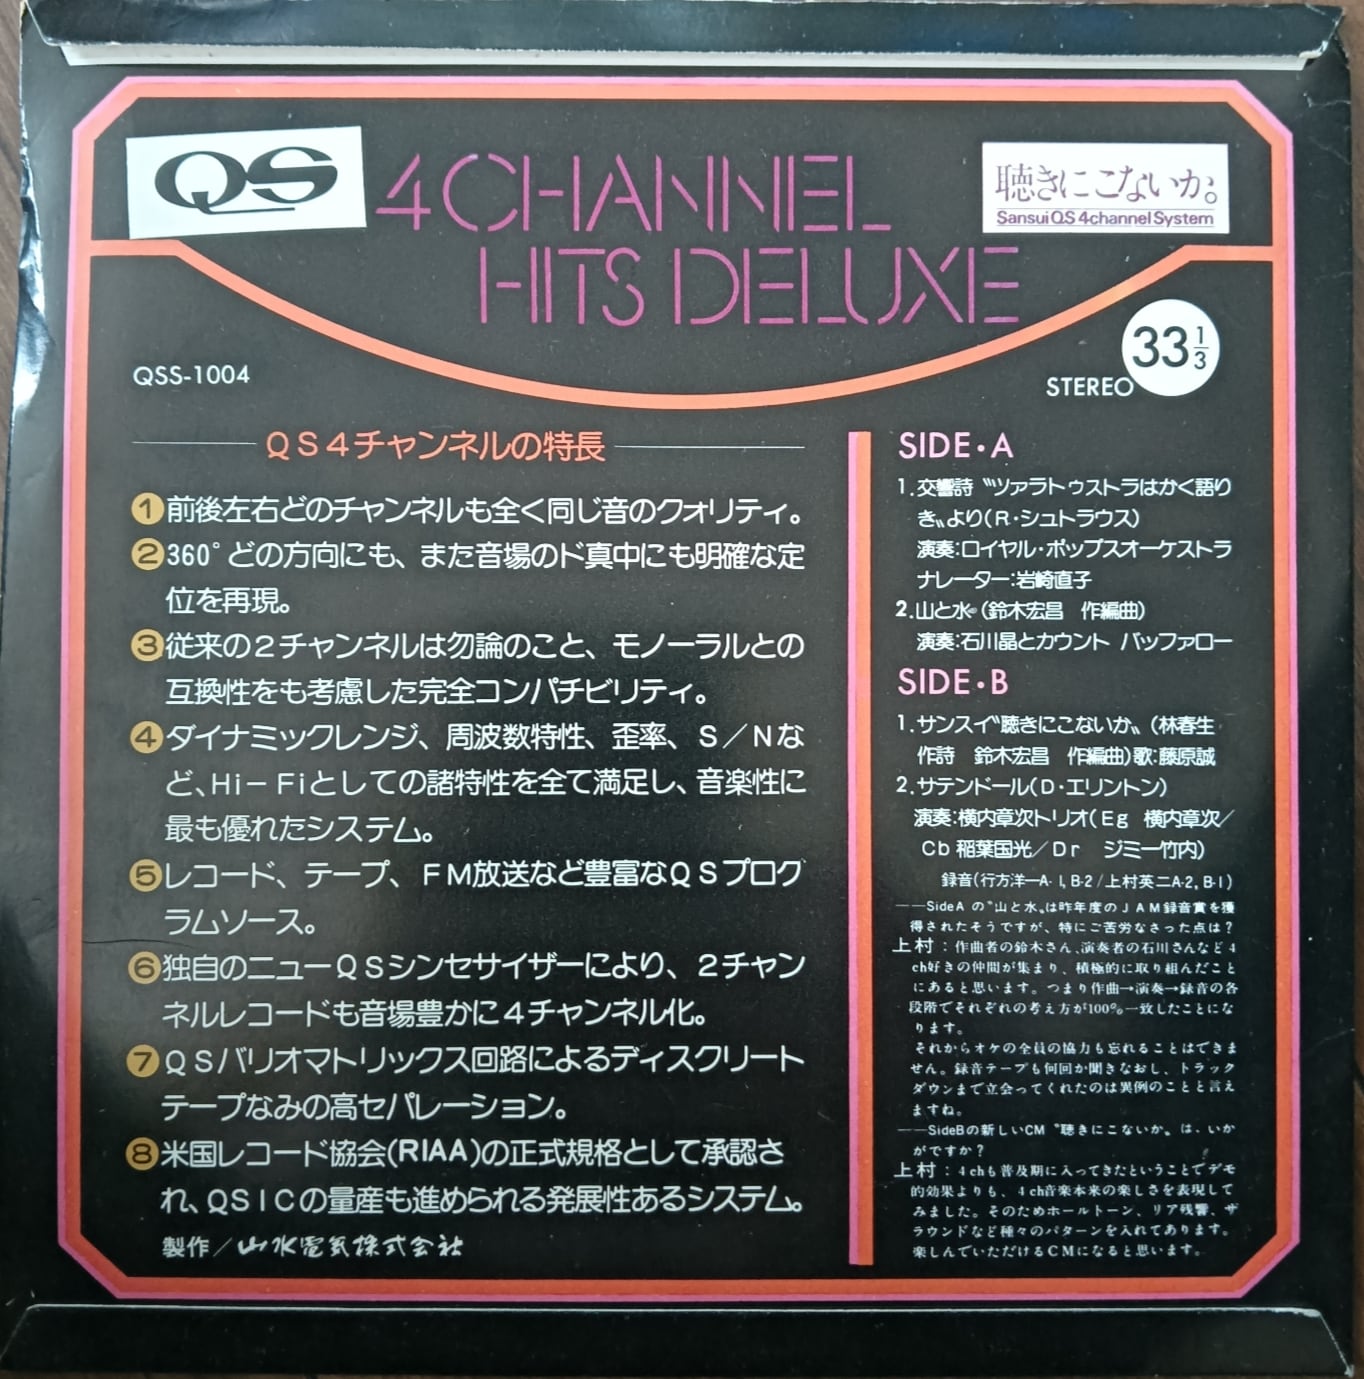 QS
4CHANNEL
HITS DELUXE
聴きにこないか。
Sansui QS 4channel System
QSS-1004
STEREO 33 1/3
QS4チャンネルの特長
1 前後左右どのチャンネルも全く同じ音のクォリティ。
2 360°どの方向にも、また音場のド真中にも明確な定
位を再現。
3 従来の2チャンネルは勿論のこと、モノーラルとの
互換性をも考慮した完全コンパチビリティ。
4 ダイナミックレンジ、周波数特性、歪率、S/Nな
ど、Hi-Fiとしての諸特性を全て満足し、音楽性に
最も優れたシステム。
5 レコード、テープ、FM放送など豊富なQSプログ
ラムソース。
6 独自のニューQSシンセサイザーにより、2チャン
ネルレコードも音場豊かに4チャンネル化。
7 QSバリオマトリックス回路によるディスクリート
テープなみの高セパレーション。
8 米国レコード協会(RIAA)の正式規格として承認さ
れ、QSICの量産も進められる発展性あるシステム。
製作/山水電気株式会社
SIDE・A
1.交響詩〝ツァラトゥストラはかく語り
き〟より(R・シュトラウス)
演奏:ロイヤル・ポップスオーケストラ
ナレーター:岩崎直子
2.山と水(鈴木宏昌 作編曲)
演奏:石川晶とカウント バッファロー
SIDE・B
1.サンスイ〝聴きにこないか〟(林春生
作詩 鈴木宏昌 作編曲)歌:藤原誠
2.サテンドール(D・エリントン)
演奏:横内章次トリオ(Eg 横内章次/
Cb 稲葉国光/Dr ジミー竹内)
録音(行方洋一A-1,B-2/上村英二A-2,B-1)
——SideAの〝山と水〟は昨年度のJAM録音賞を獲
得されたそうですが、特にご苦労なさった点は?
上村:作曲者の鈴木さん、演奏者の石川さんなど4
ch好きの仲間が集まり、積極的に取り組んだこと
にあると思います。つまり作曲→演奏→録音の各
段階でそれぞれの考え方が100%一致したことにな
ります。
それからオケの全員の協力も忘れることはできま
せん。録音テープも何回か聞きなおし、トラック
ダウンまで立会ってくれたのは異例のことと言え
ますね。
——SideBの新しいCM〝聴きにこないか〟は、いか
がですか?
上村:4chも普及期に入ってきたということでデモ
的効果よりも、4ch音楽本来の楽しさを表現して
みました。そのためホールトーン、リア残響、サ
ラウンドなど種々のパターンを入れてあります。
楽しんでいただけるCMになると思います。